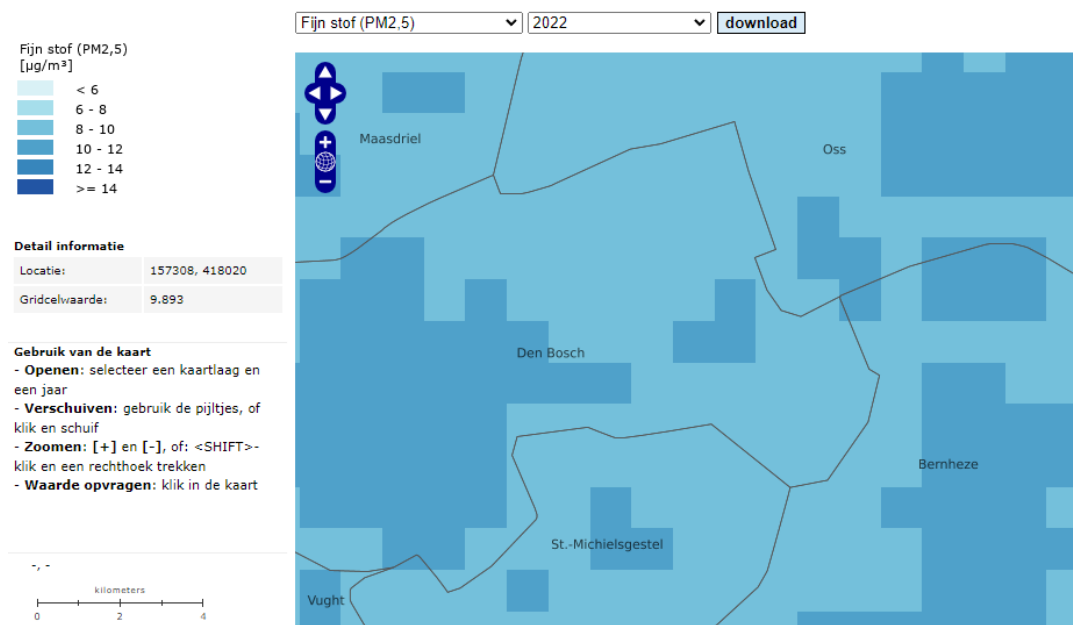 Fijn stof (PM2,5)
2022
download
Fijn stof (PM2,5)
[µg/m³]
< 6
6 - 8
8 - 10
10 - 12
12 - 14
>= 14
Detail informatie
Locatie: 157308, 418020
Gridcelwaarde: 9.893
Gebruik van de kaart
- Openen: selecteer een kaartlaag en
een jaar
- Verschuiven: gebruik de pijltjes, of
klik en schuif
- Zoomen: [+] en [-], of: <SHIFT>-
klik en een rechthoek trekken
- Waarde opvragen: klik in de kaart
-, -
kilometers
0 2 4
Maasdriel
Oss
Den Bosch
Bernheze
St.-Michielsgestel
Vught